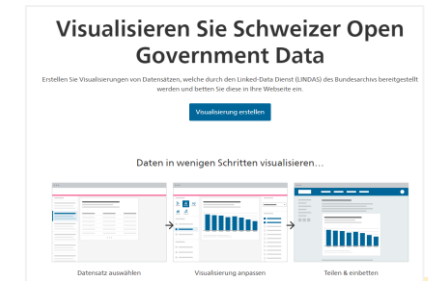 Visualisieren Sie Schweizer Open
Government Data
Erstellen Sie Visualisierungen von Datensätzen, welche durch den Linked-Data Dienst (LINDAS) des Bundesarchivs bereitgestellt
werden und betten Sie diese in Ihre Webseite ein.
Visualisierung erstellen
Daten in wenigen Schritten visualisieren…
Datensatz auswählen
Visualisierung anpassen
Teilen & einbetten